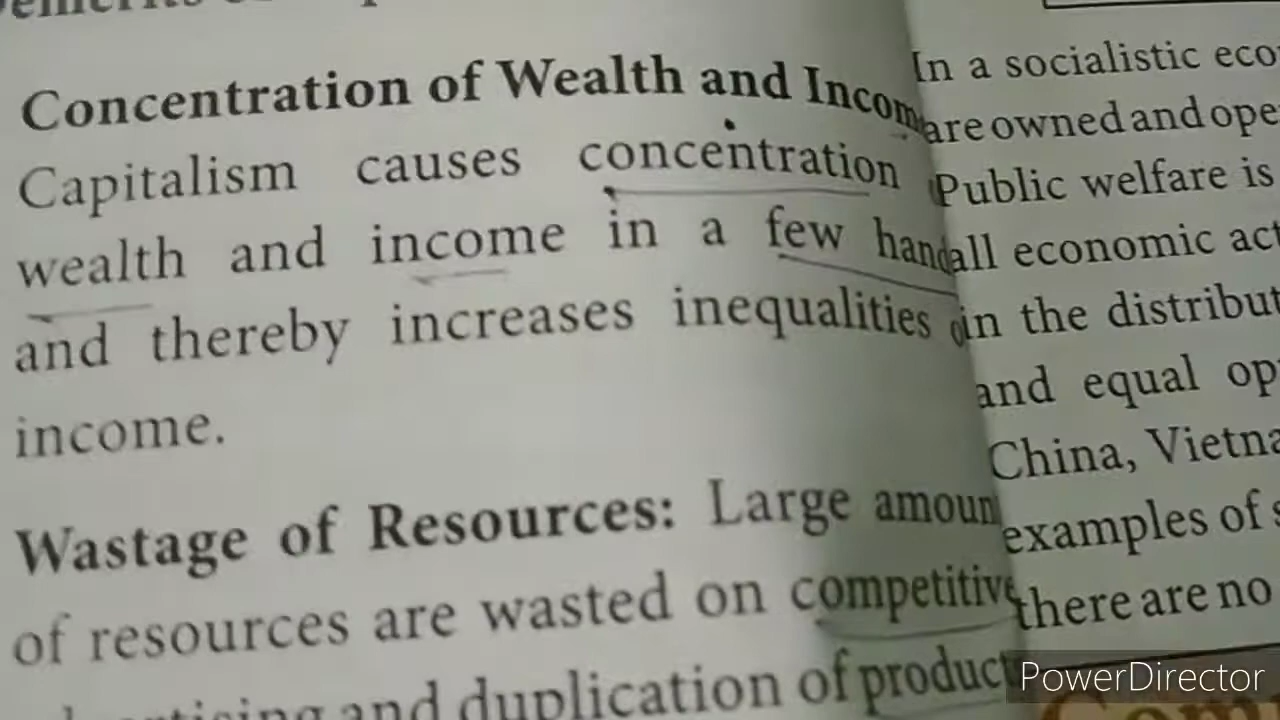 Concentration of Wealth and Incom
Capitalism causes concentration
wealth and income in a few hand
and thereby increases inequalities
income.
Wastage of Resources: Large amoun
of resources are wasted on competitive
and duplication of product
In a socialistic eco
are owned and ope
Public welfare is
all economic act
in the distribut
and equal op
China, Vietna
examples of
there are no
PowerDirector